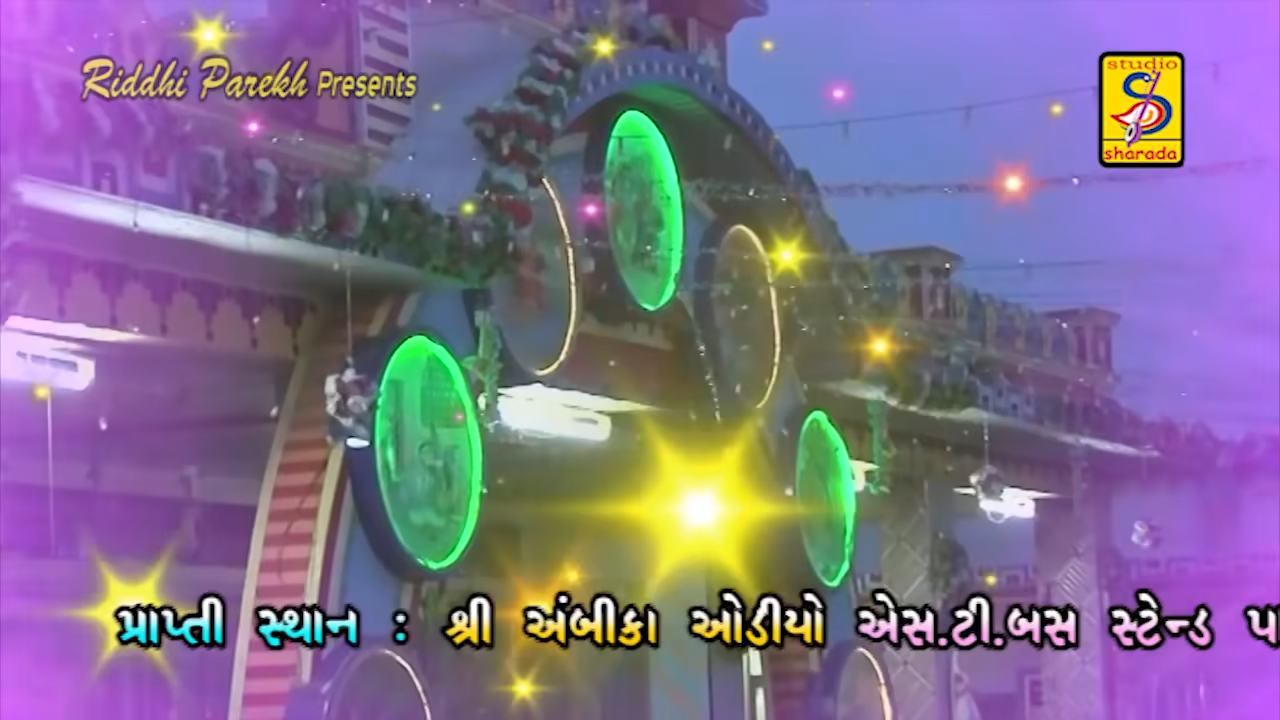 Riddhi Parekh Presents
studio
sharada
પ્રાપ્તી સ્થાન : શ્રી અંબીકા ઓડીયો એસ.ટી.બસ સ્ટેન્ડ